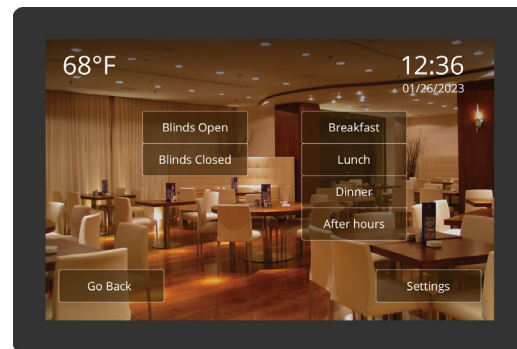 68°F
12:36
01/26/2023
Blinds Open
Breakfast
Blinds Closed
Lunch
Dinner
After hours
Go Back
Settings